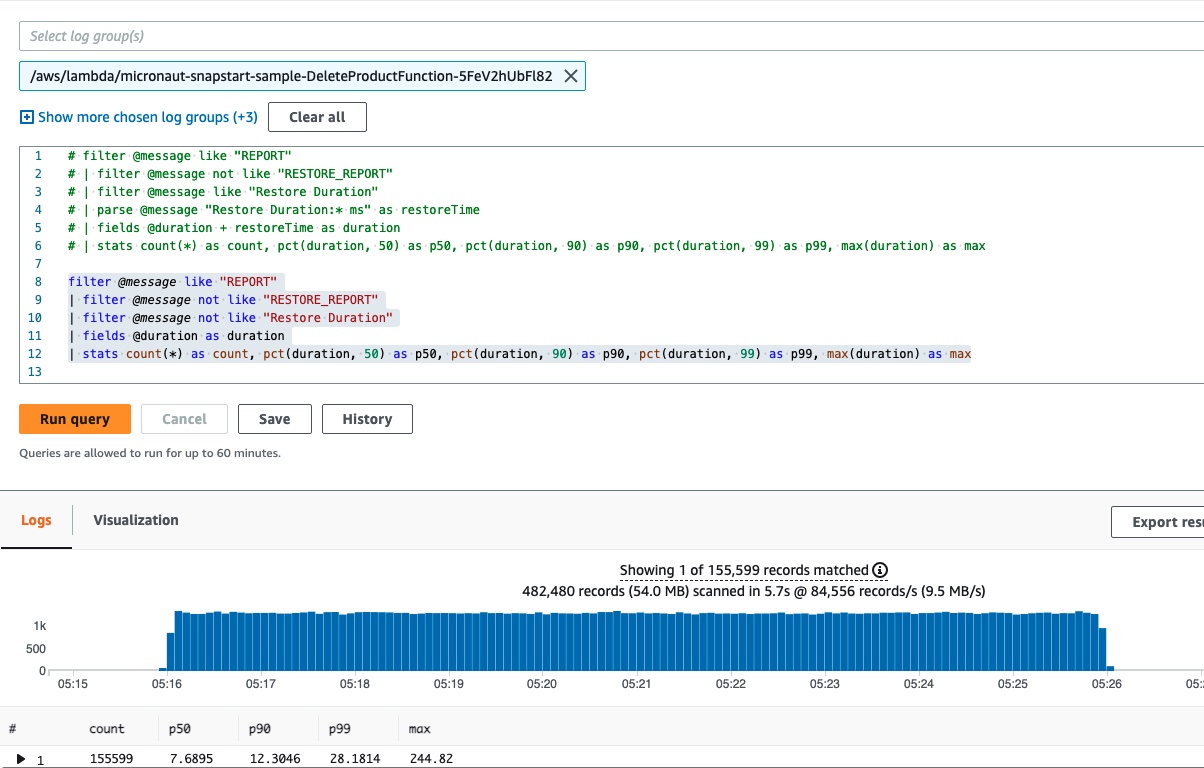 Select log group(s)
/aws/lambda/micronaut-snapstart-sample-DeleteProductFunction-5FeV2hUbFl82
Show more chosen log groups (+3) Clear all
1 # filter @message like "REPORT"
2 # | filter @message not like "RESTORE_REPORT"
3 # | filter @message like "Restore Duration"
4 # | parse @message "Restore Duration:* ms" as restoreTime
5 # | fields @duration + restoreTime as duration
6 # | stats count(*) as count, pct(duration, 50) as p50, pct(duration, 90) as p90, pct(duration, 99) as p99, max(duration) as max
7
8 filter @message like "REPORT"
9 | filter @message not like "RESTORE_REPORT"
10 | filter @message not like "Restore Duration"
11 | fields @duration as duration
12 | stats count(*) as count, pct(duration, 50) as p50, pct(duration, 90) as p90, pct(duration, 99) as p99, max(duration) as max
13
Run query Cancel Save History
Queries are allowed to run for up to 60 minutes.
Logs Visualization
Export
Showing 1 of 155,599 records matched
482,480 records (54.0 MB) scanned in 5.7s @ 84,556 records/s (9.5 MB/s)
1k
500
0
05:15 05:16 05:17 05:18 05:19 05:20 05:21 05:22 05:23 05:24 05:25 05:26
# count p50 p90 p99 max
1 155599 7.6895 12.3046 28.1814 244.82